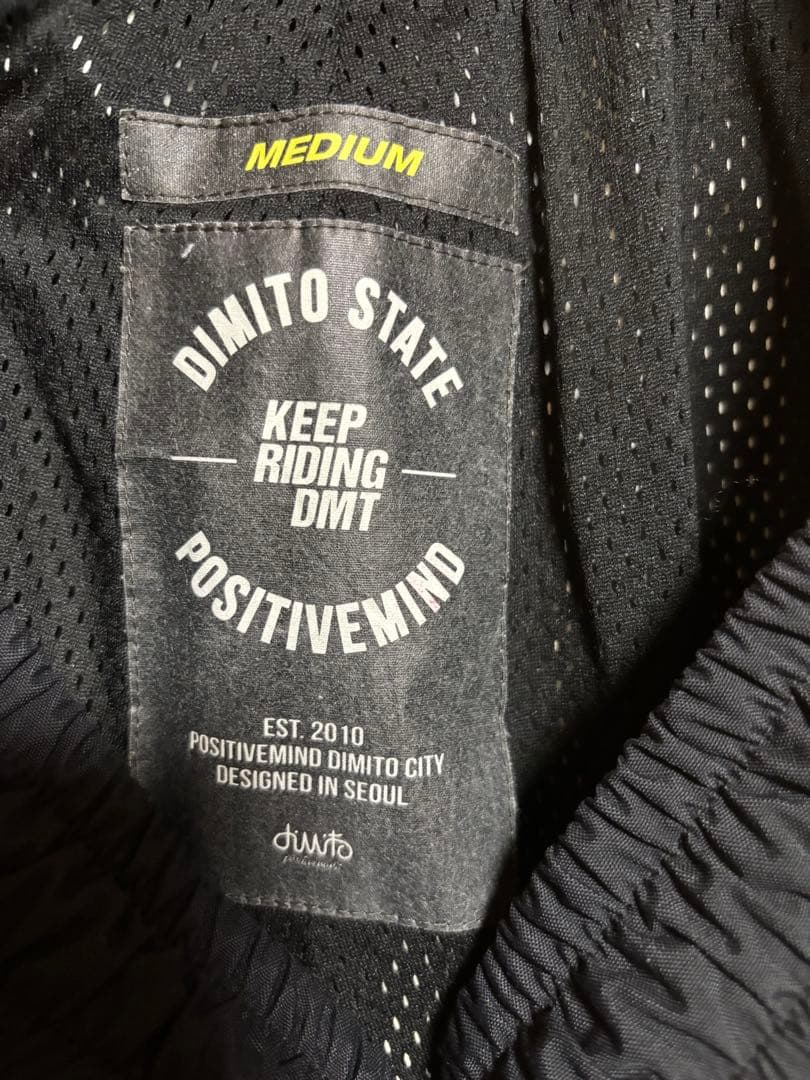 MEDIUM
DIMITO STATE
KEEP
RIDING
DMT
POSITIVEMIND
EST. 2010
POSITIVEMIND DIMITO CITY
DESIGNED IN SEOUL
dimito